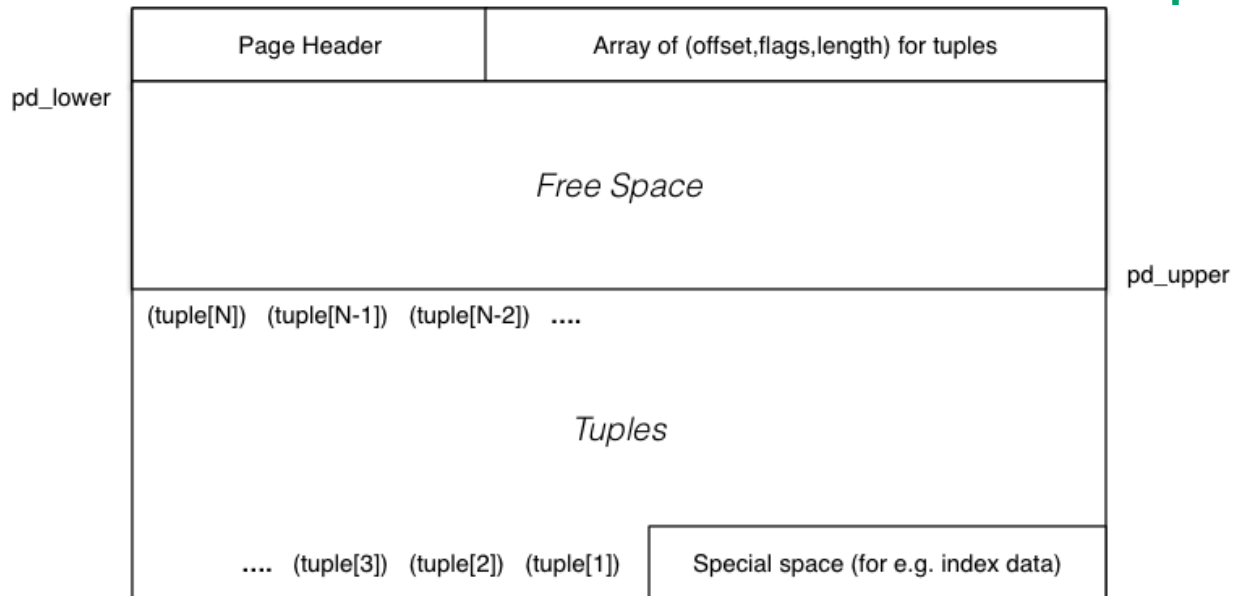 Page Header
Array of (offset,flags,length) for tuples
pd_lower
Free Space
pd_upper
(tuple[N]) (tuple[N-1]) (tuple[N-2]) ....
Tuples
.... (tuple[3]) (tuple[2]) (tuple[1])
Special space (for e.g. index data)